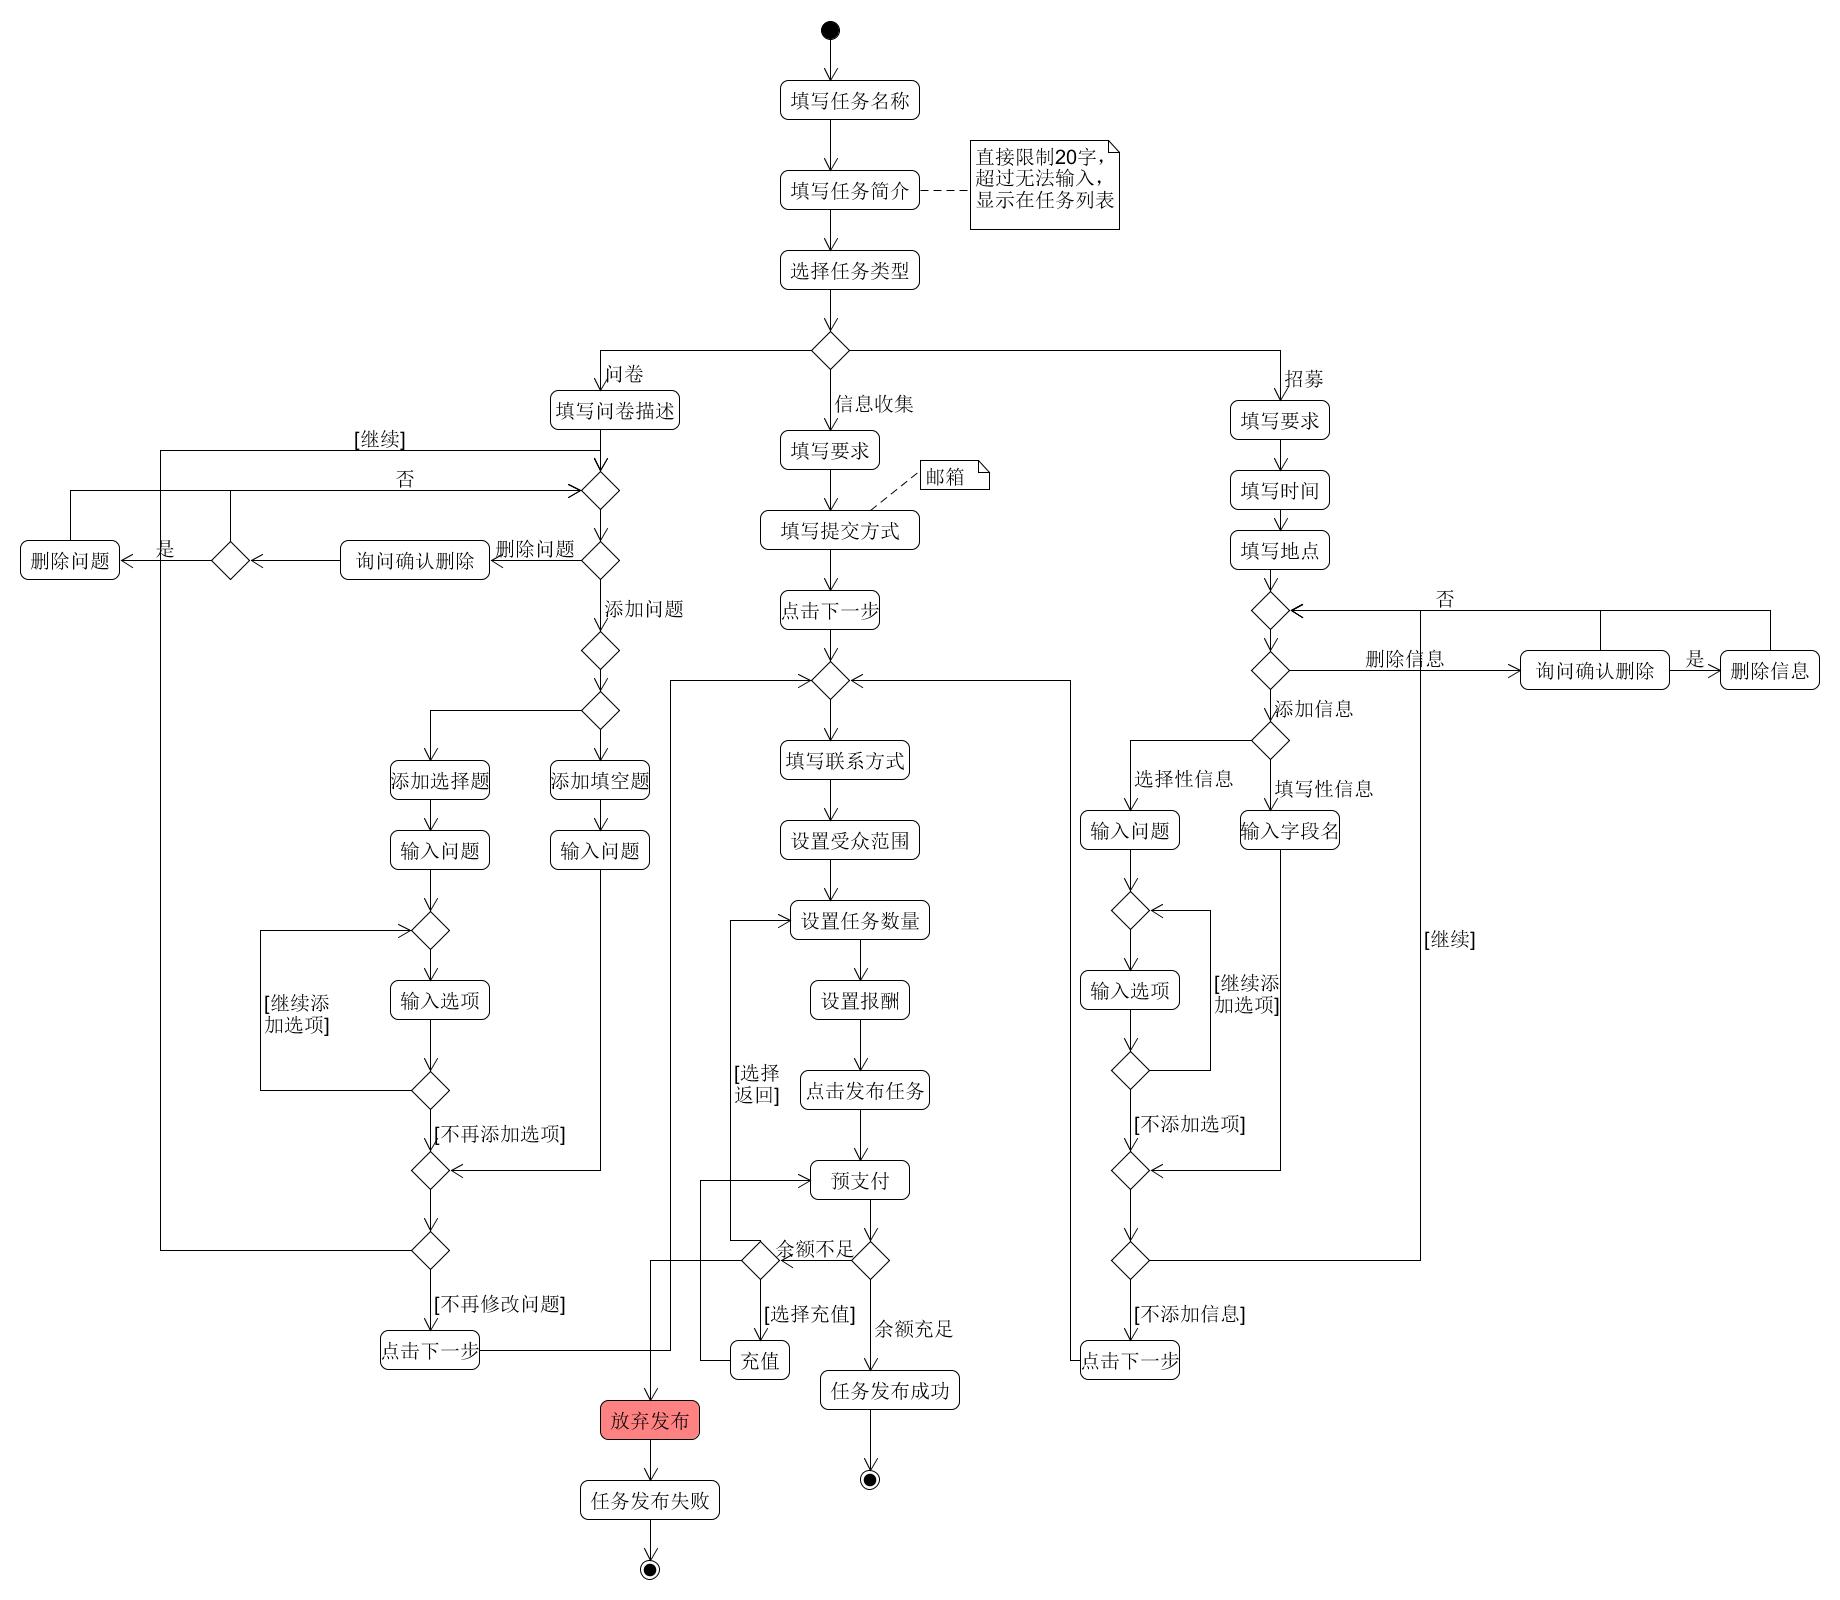 填写任务名称
直接限制20字，
超过无法输入，
显示在任务列表
填写任务简介
选择任务类型
问卷
招募
信息收集
填写问卷描述
填写要求
[继续]
填写要求
邮箱
否
填写时间
填写提交方式
删除问题
是
询问确认删除
删除问题
填写地点
添加问题
点击下一步
否
删除信息
询问确认删除
是
删除信息
添加信息
填写联系方式
添加选择题
添加填空题
选择性信息
填写性信息
输入问题
输入问题
设置受众范围
输入问题
输入字段名
设置任务数量
[继续]
[继续添
加选项]
输入选项
设置报酬
输入选项
[继续添
加选项]
[选择
返回]
点击发布任务
[不再添加选项]
[不添加选项]
预支付
余额不足
[不再修改问题]
[选择充值]
余额充足
[不添加信息]
点击下一步
充值
点击下一步
任务发布成功
放弃发布
任务发布失败